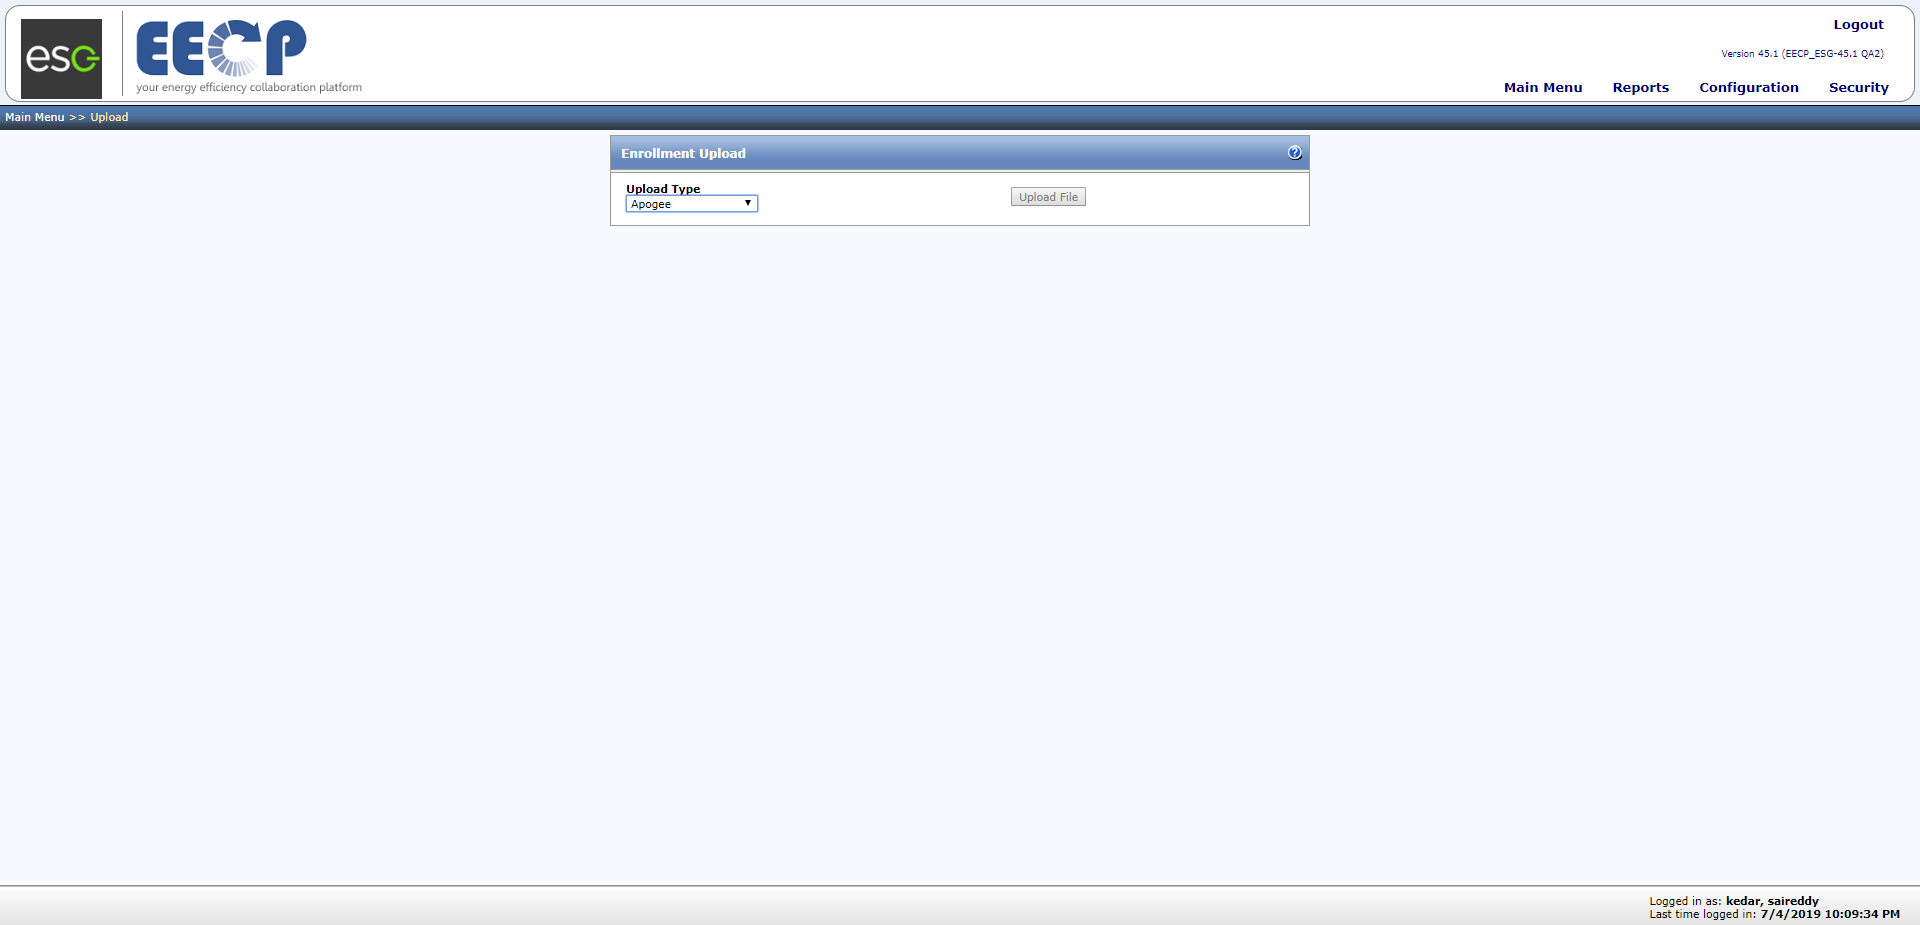 esg
EECP
your energy efficiency collaboration platform
Logout
Version 45.1 (EECP_ESG-45.1 QA2)
Main Menu Reports Configuration Security
Main Menu >> Upload
Enrollment Upload ?
Upload Type
Apogee
Upload File
Logged in as: kedar, saireddy
Last time logged in: 7/4/2019 10:09:34 PM